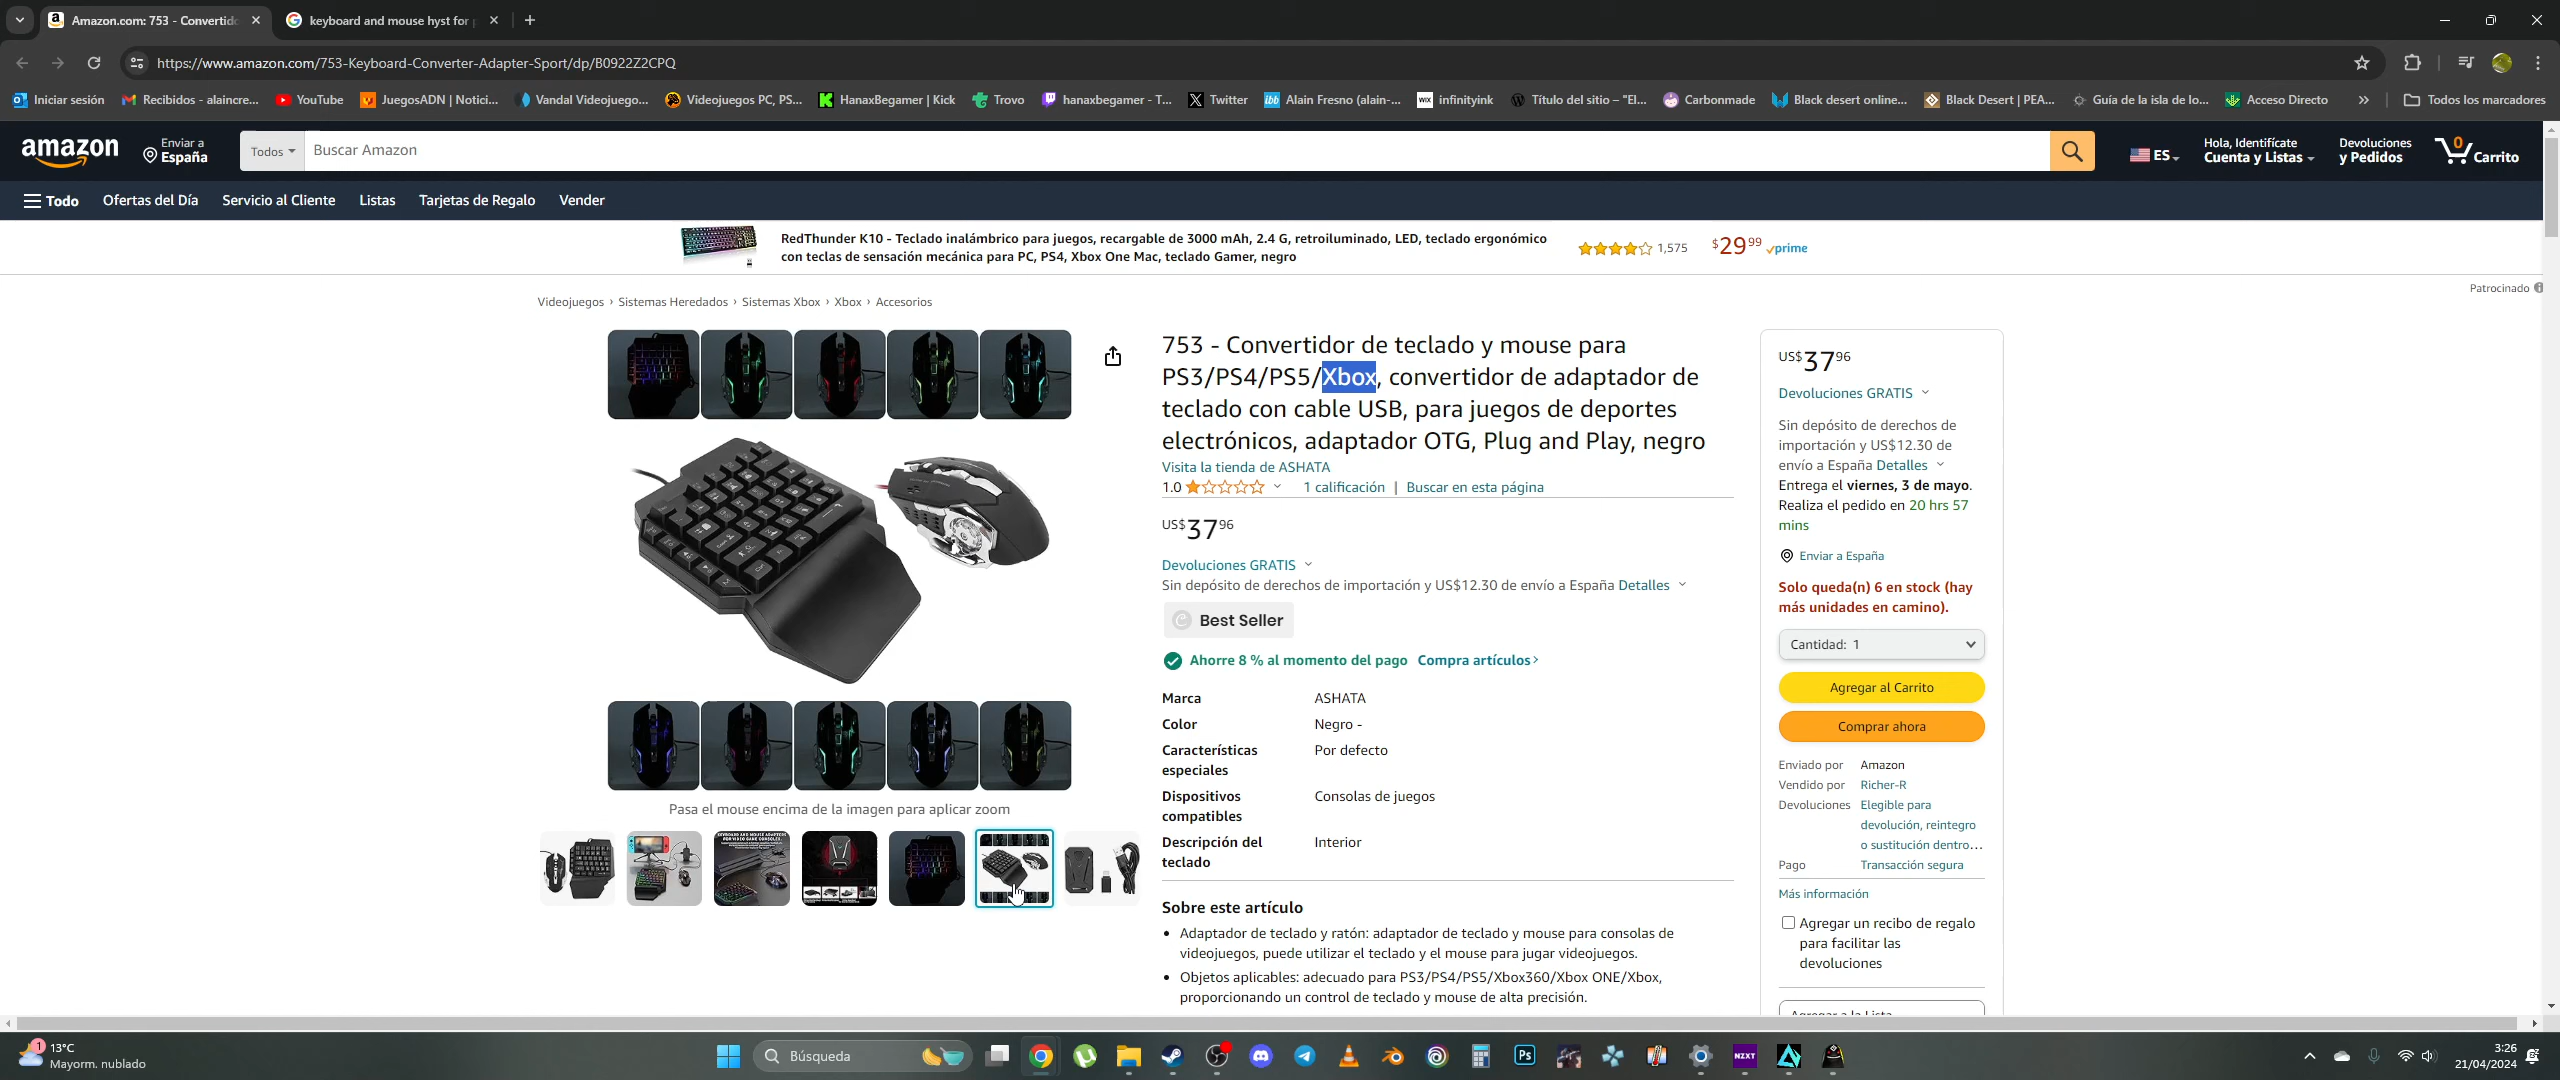 Amazon.com: 753 - Convertido
keyboard and mouse hyst for
https://www.amazon.com/753-Keyboard-Converter-Adapter-Sport/dp/B0922Z2CPQ
Iniciar sesión
Recibidos - alaincre...
YouTube
JuegosADN | Notici...
Vandal Videojuego...
Videojuegos PC, PS...
HanaxBegamer | Kick
Trovo
hanaxbegamer - T...
Twitter
Alain Fresno (alain-...
infinityink
Título del sitio – "El...
Carbonmade
Black desert online...
Black Desert | PEA...
Guía de la isla de lo...
Acceso Directo
»
Todos los marcadores
amazon
Enviar a
España
Todos
Buscar Amazon
ES
Hola, Identifícate
Cuenta y Listas
Devoluciones
y Pedidos
0
Carrito
Todo
Ofertas del Día
Servicio al Cliente
Listas
Tarjetas de Regalo
Vender
RedThunder K10 - Teclado inalámbrico para juegos, recargable de 3000 mAh, 2.4 G, retroiluminado, LED, teclado ergonómico
con teclas de sensación mecánica para PC, PS4, Xbox One Mac, teclado Gamer, negro
1,575
$29.99 prime
Patrocinado
Videojuegos › Sistemas Heredados › Sistemas Xbox › Xbox › Accesorios
753 - Convertidor de teclado y mouse para
PS3/PS4/PS5/Xbox, convertidor de adaptador de
teclado con cable USB, para juegos de deportes
electrónicos, adaptador OTG, Plug and Play, negro
Visita la tienda de ASHATA
1.0
1 calificación | Buscar en esta página
US$37.96
Devoluciones GRATIS
Sin depósito de derechos de importación y US$12.30 de envío a España Detalles
Best Seller
Ahorre 8 % al momento del pago Compra artículos›
Marca ASHATA
Color Negro -
Características Por defecto
especiales
Dispositivos Consolas de juegos
compatibles
Descripción del Interior
teclado
Sobre este artículo
• Adaptador de teclado y ratón: adaptador de teclado y mouse para consolas de
videojuegos, puede utilizar el teclado y el mouse para jugar videojuegos.
• Objetos aplicables: adecuado para PS3/PS4/PS5/Xbox360/Xbox ONE/Xbox,
proporcionando un control de teclado y mouse de alta precisión.
Pasa el mouse encima de la imagen para aplicar zoom
KEYBOARD AND MOUSE ADAPTERS
FOR VIDEO GAME CONSOLES
US$37.96
Devoluciones GRATIS
Sin depósito de derechos de
importación y US$12.30 de
envío a España Detalles
Entrega el viernes, 3 de mayo.
Realiza el pedido en 20 hrs 57
mins
Enviar a España
Solo queda(n) 6 en stock (hay
más unidades en camino).
Cantidad: 1
Agregar al Carrito
Comprar ahora
Enviado por Amazon
Vendido por Richer-R
Devoluciones Elegible para
devolución, reintegro
o sustitución dentro...
Pago Transacción segura
Más información
Agregar un recibo de regalo
para facilitar las
devoluciones
Agregar a la Lista
1
13°C
Mayorm. nublado
Búsqueda
Ps
NZXT
3:26
21/04/2024